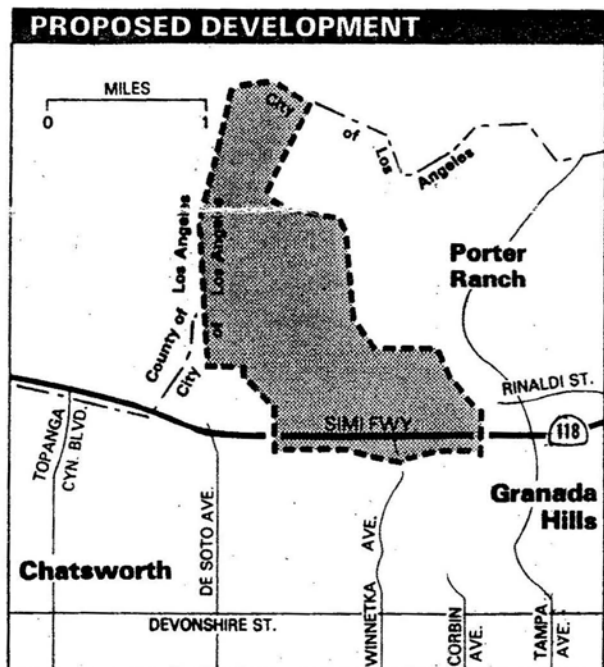 PROPOSED DEVELOPMENT
MILES
0 1
City
of Los
Angeles
County of Los Angeles
City of Los Angeles
Porter
Ranch
RINALDI ST.
SIMI FWY
118
TOPANGA
CYN. BLVD.
DE SOTO AVE.
Granada
Hills
Chatsworth
WINNETKA AVE.
CORBIN
AVE.
TAMPA
AVE.
DEVONSHIRE ST.